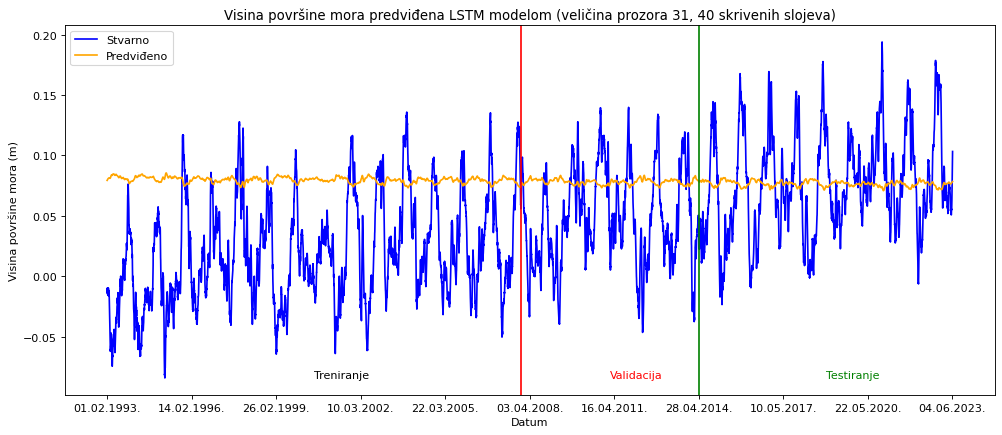 Visina površine mora predviđena LSTM modelom (veličina prozora 31, 40 skrivenih slojeva)
Stvarno
Predviđeno
Visina površine mora (m)
0.20
0.15
0.10
0.05
0.00
−0.05
Treniranje
Validacija
Testiranje
01.02.1993.
14.02.1996.
26.02.1999.
10.03.2002.
22.03.2005.
03.04.2008.
16.04.2011.
28.04.2014.
10.05.2017.
22.05.2020.
04.06.2023.
Datum